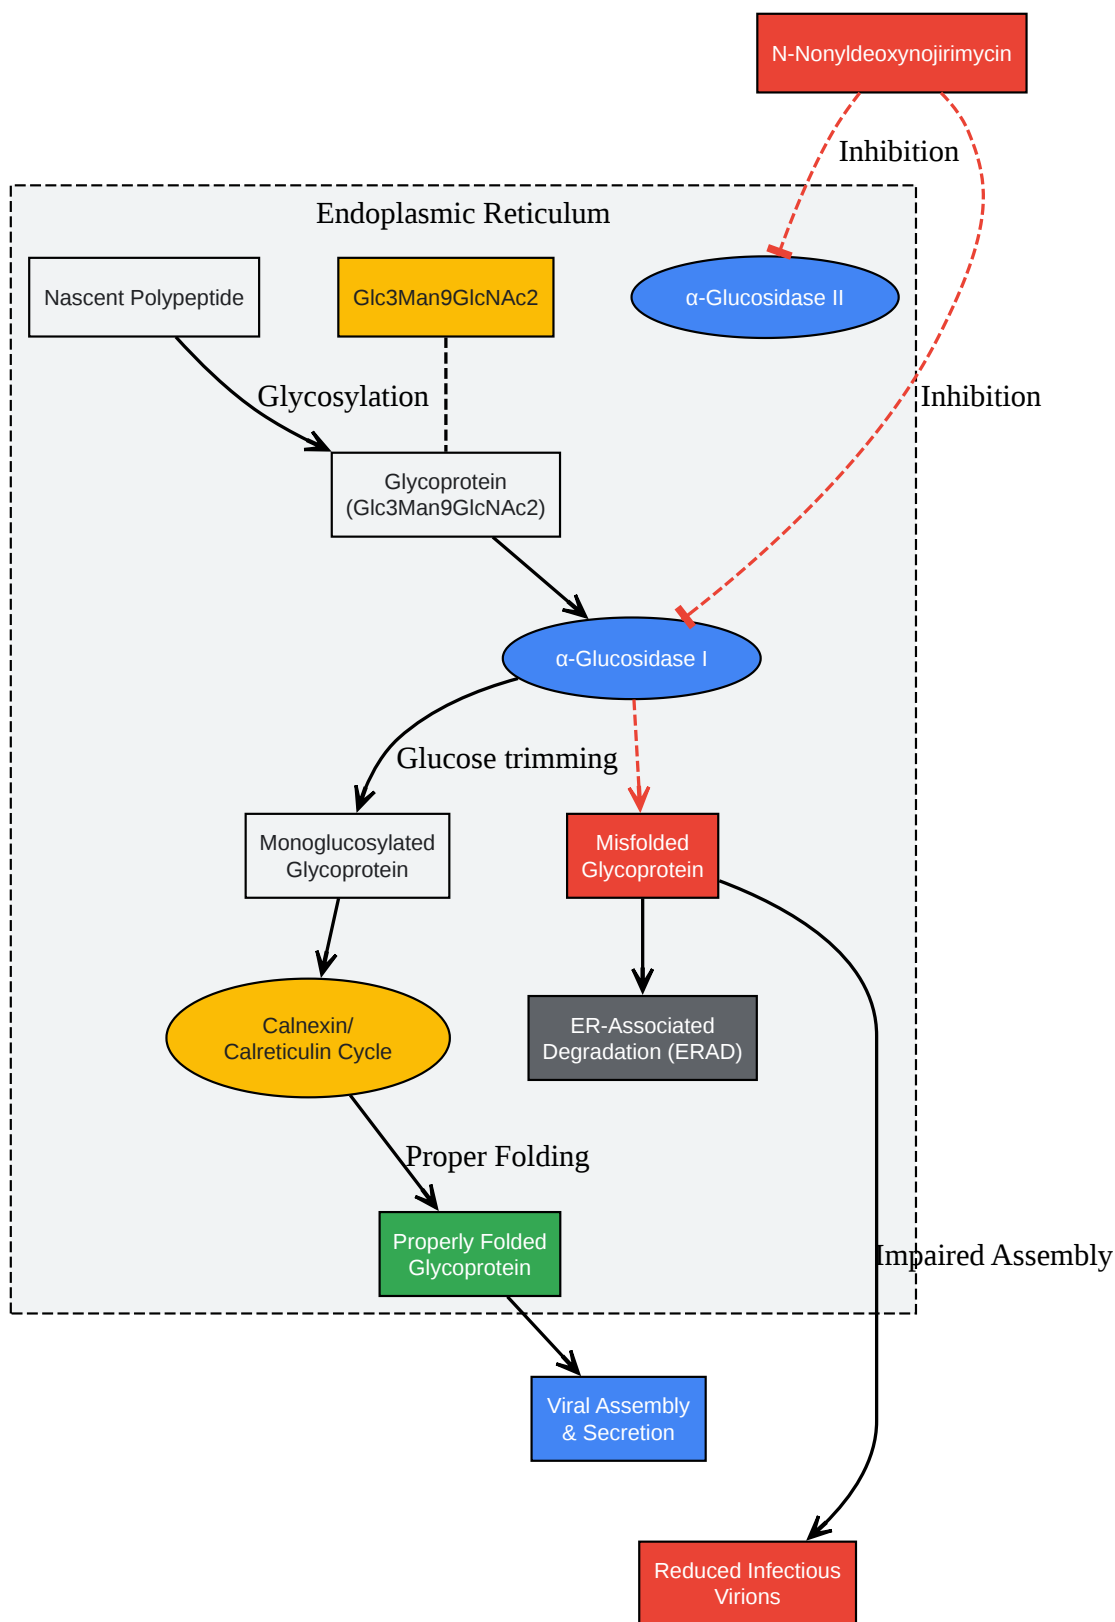 N-Nonyldeoxynojirimycin
Inhibition
Endoplasmic Reticulum
Nascent Polypeptide
Glc3Man9GlcNAc2
α-Glucosidase II
Glycosylation
Inhibition
Glycoprotein
(Glc3Man9GlcNAc2)
α-Glucosidase I
Glucose trimming
Monoglucosylated
Glycoprotein
Misfolded
Glycoprotein
Calnexin/
Calreticulin Cycle
ER-Associated
Degradation (ERAD)
Proper Folding
Properly Folded
Glycoprotein
Impaired Assembly
Viral Assembly
& Secretion
Reduced Infectious
Virions